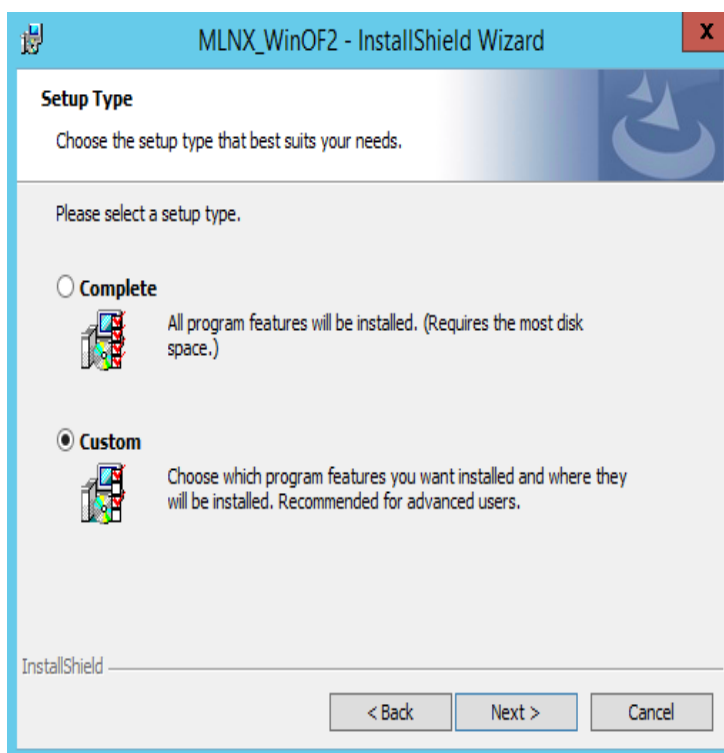 MLNX_WinOF2 - InstallShield Wizard
x
Setup Type
Choose the setup type that best suits your needs.
Please select a setup type.
Complete
All program features will be installed. (Requires the most disk
space.)
Custom
Choose which program features you want installed and where they
will be installed. Recommended for advanced users.
InstallShield
< Back Next > Cancel